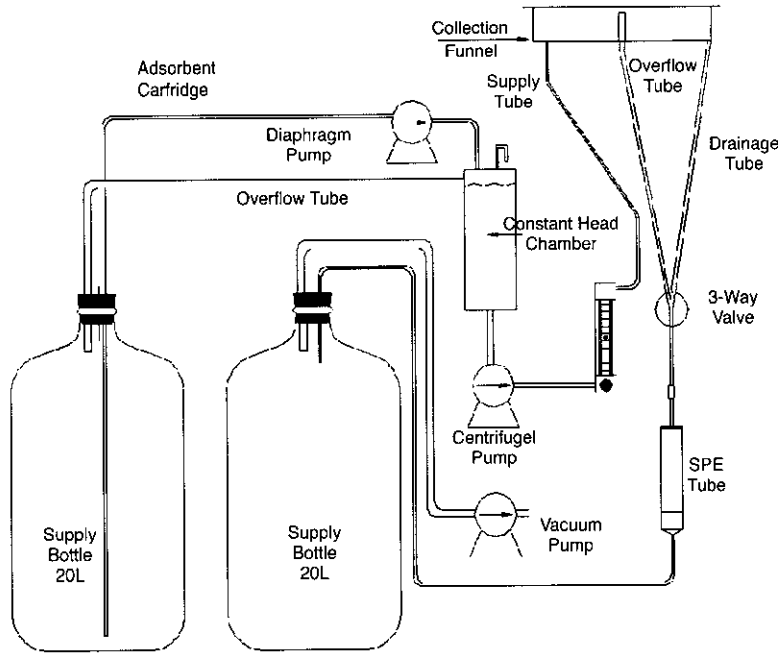 Collection
Funnel
Supply
Tube
Overflow
Tube
Adsorbent
Carfridge
Diaphragm
Pump
Drainage
Tube
Overflow Tube
Constant Head
Chamber
3-Way
Valve
Centrifugel
Pump
SPE
Tube
Supply
Bottle
20L
Supply
Bottle
20L
Vacuum
Pump